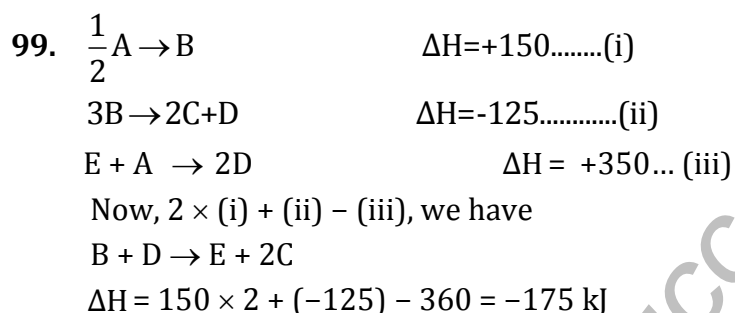 99. 1/2 A → B ΔH=+150........(i)
3B → 2C+D ΔH=-125............(ii)
E + A → 2D ΔH = +350... (iii)
Now, 2 × (i) + (ii) − (iii), we have
B + D → E + 2C
ΔH = 150 × 2 + (−125) − 360 = −175 kJ